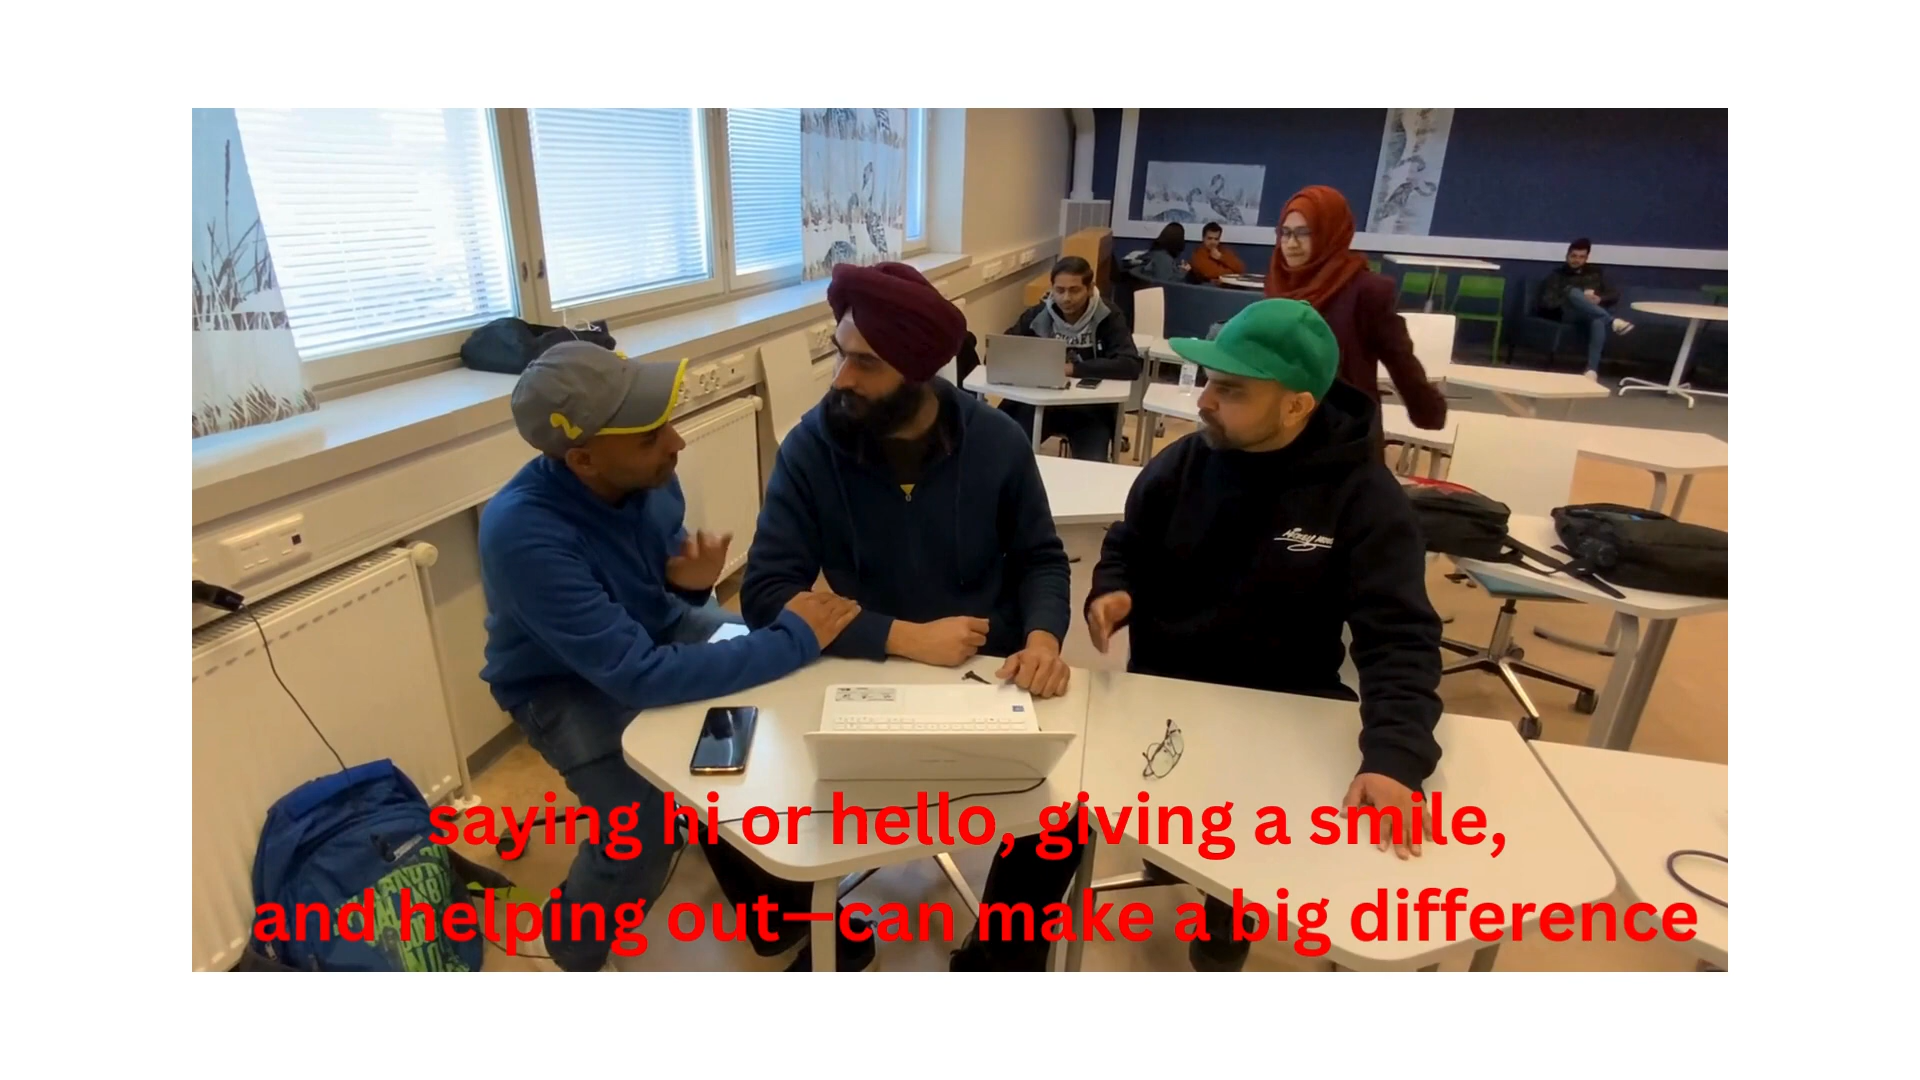 saying hi or hello, giving a smile,
and helping out—can make a big difference